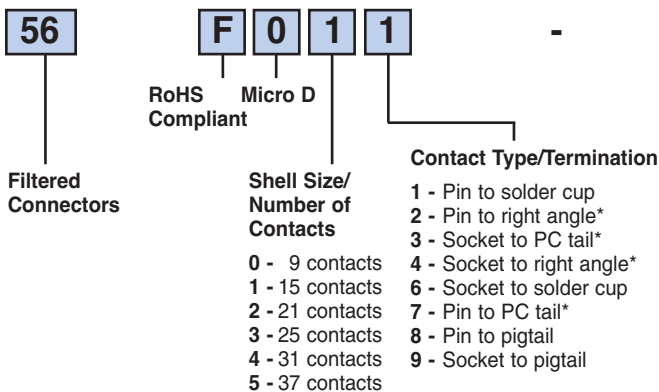 56 F 0 1 1 -
RoHS
Compliant
Micro D
Filtered
Connectors
Shell Size/
Number of
Contacts
0 - 9 contacts
1 - 15 contacts
2 - 21 contacts
3 - 25 contacts
4 - 31 contacts
5 - 37 contacts
Contact Type/Termination
1 - Pin to solder cup
2 - Pin to right angle*
3 - Socket to PC tail*
4 - Socket to right angle*
6 - Socket to solder cup
7 - Pin to PC tail*
8 - Pin to pigtail
9 - Socket to pigtail